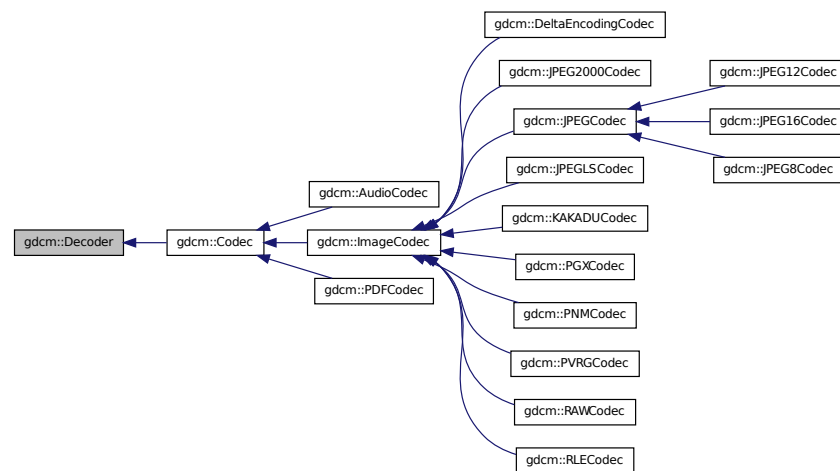 gdcm::DeltaEncodingCodec
gdcm::JPEG2000Codec
gdcm::JPEG12Codec
gdcm::JPEGCodec
gdcm::JPEG16Codec
gdcm::JPEGLSCodec
gdcm::JPEG8Codec
gdcm::AudioCodec
gdcm::KAKADUCodec
gdcm::Decoder
gdcm::Codec
gdcm::ImageCodec
gdcm::PGXCodec
gdcm::PDFCodec
gdcm::PNMCodec
gdcm::PVRGCodec
gdcm::RAWCodec
gdcm::RLECodec